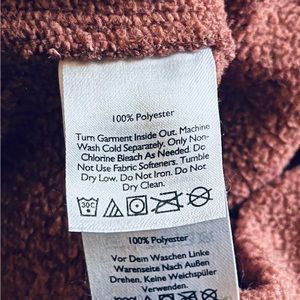 100% Polyester
Turn Garment Inside Out. Machine
Wash Cold Separately. Only Non-
Chlorine Bleach As Needed. Do
Not Use Fabric Softeners. Tumble
Dry Low. Do Not Iron. Do Not
Dry Clean.
30C
100% Polyester
Vor Dem Waschen Linke
Warenseite Nach Außen
Drehen. Keine Weichspüler
Verwenden.